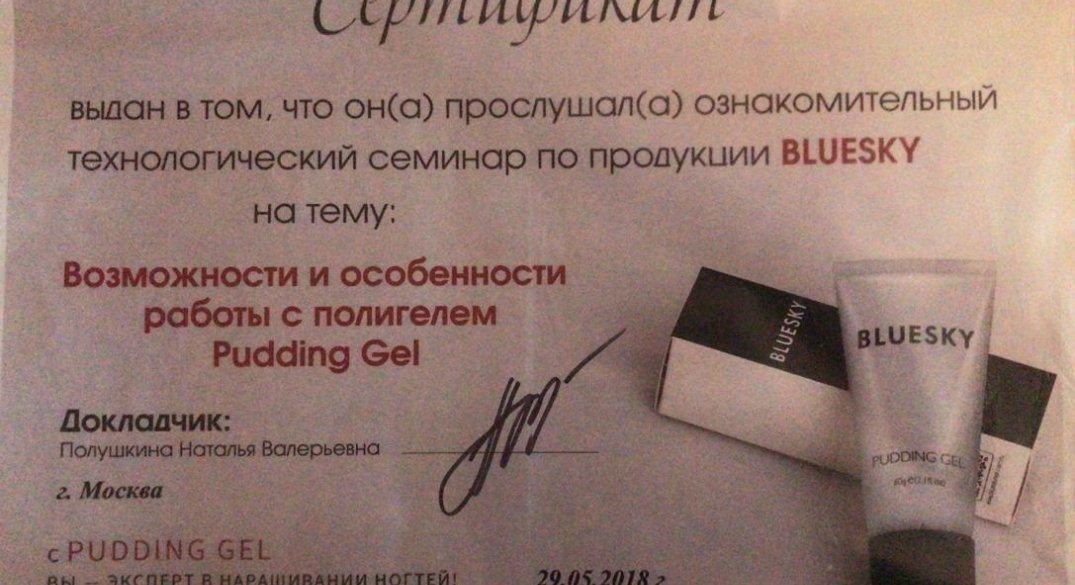 Сертификат
выдан в том, что он(а) прослушал(а) ознакомительный
технологический семинар по продукции BLUESKY
на тему:
Возможности и особенности
работы с полигелем
Pudding Gel
Докладчик:
Полушкина Наталья Валерьевна
г. Москва
с PUDDING GEL
ВЫ — ЭКСПЕРТ В НАРАЩИВАНИИ НОГТЕЙ!
29.05.2018 г
BLUESKY
BLUESKY
PUDDING GEL